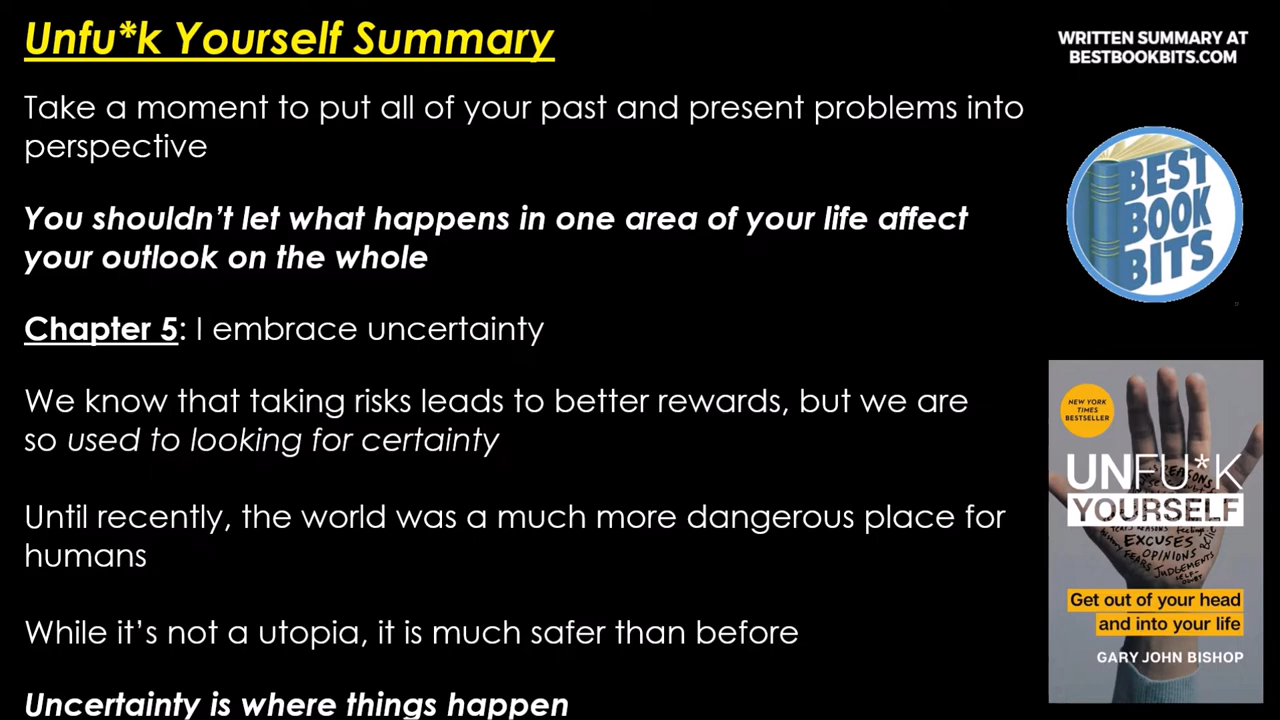 Unfu*k Yourself Summary
Take a moment to put all of your past and present problems into
perspective
You shouldn’t let what happens in one area of your life affect
your outlook on the whole
Chapter 5: I embrace uncertainty
We know that taking risks leads to better rewards, but we are
so used to looking for certainty
Until recently, the world was a much more dangerous place for
humans
While it’s not a utopia, it is much safer than before
Uncertainty is where things happen
WRITTEN SUMMARY AT
BESTBOOKBITS.COM
BEST
BOOK
BITS
NEW YORK
TIMES
BESTSELLER
REASONS
UNFU*K
YOURSELF
EXCUSES
FEARS OPINIONS
JUDGEMENTS
SELF-
DOUBT
Get out of your head
and into your life
GARY JOHN BISHOP